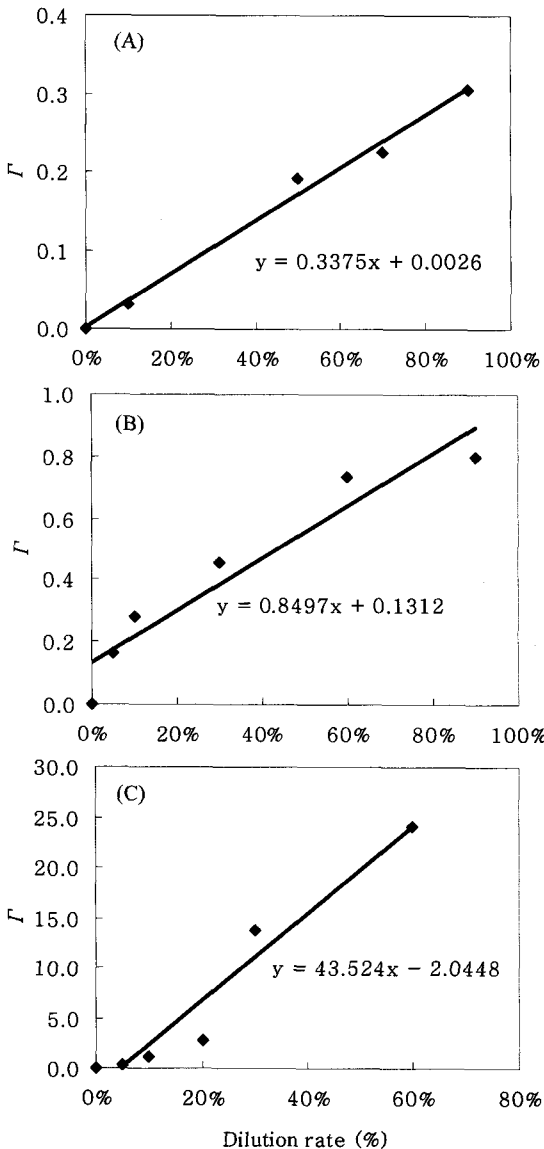 0.4
(A)
0.3
Γ
0.2
y = 0.3375x + 0.0026
0.1
0.0
0% 20% 40% 60% 80% 100%
1.0
(B)
0.8
0.6
Γ
0.4
y = 0.8497x + 0.1312
0.2
0.0
0% 20% 40% 60% 80% 100%
30.0
(C)
25.0
20.0
Γ
15.0
10.0
y = 43.524x − 2.0448
5.0
0.0
0% 20% 40% 60% 80%
Dilution rate (%)